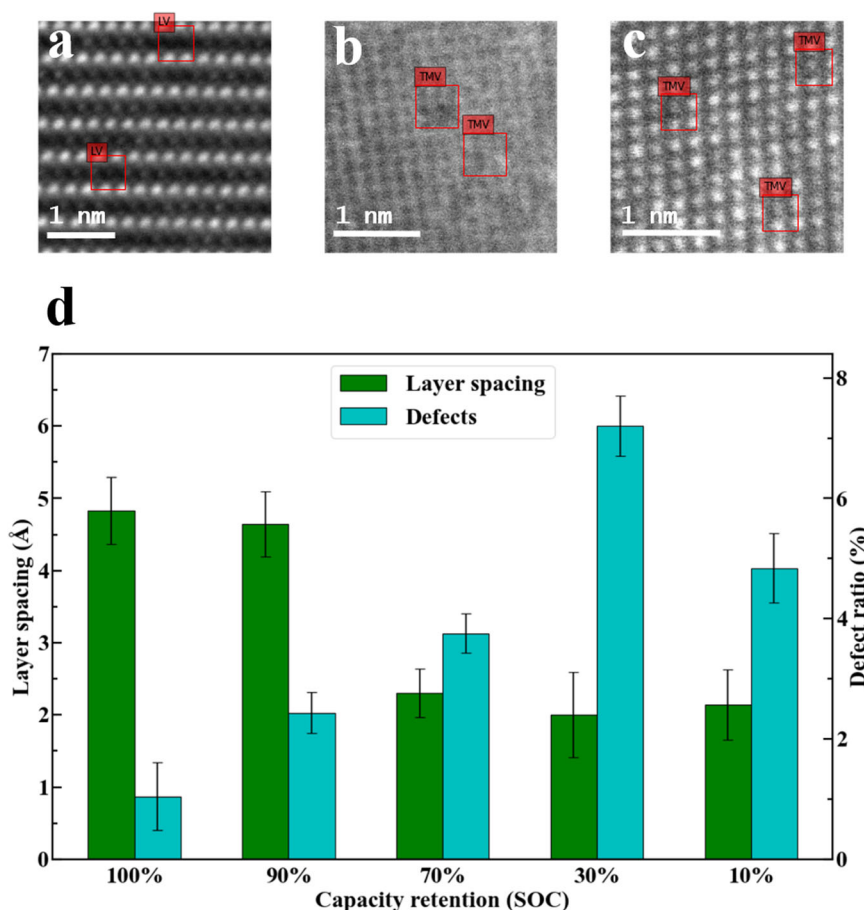 a
LV
LV
1 nm
b
TMV
TMV
1 nm
c
TMV
TMV
TMV
1 nm
d
Layer spacing
Defects
Layer spacing (Å)
7
6
5
4
3
2
1
0
Defect ratio (%)
8
6
4
2
0
100% 90% 70% 30% 10%
Capacity retention (SOC)